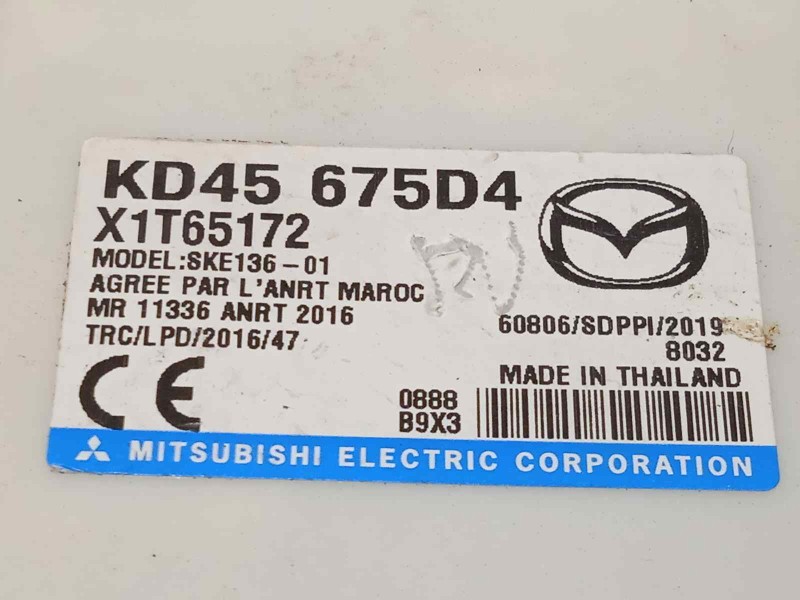 KD45 675D4
X1T65172
MODEL:SKE136-01
AGREE PAR L'ANRT MAROC
MR 11336 ANRT 2016
TRC/LPD/2016/47
60806/SDPPI/2019
8032
MADE IN THAILAND
CE
0888
B9X3
MITSUBISHI ELECTRIC CORPORATION